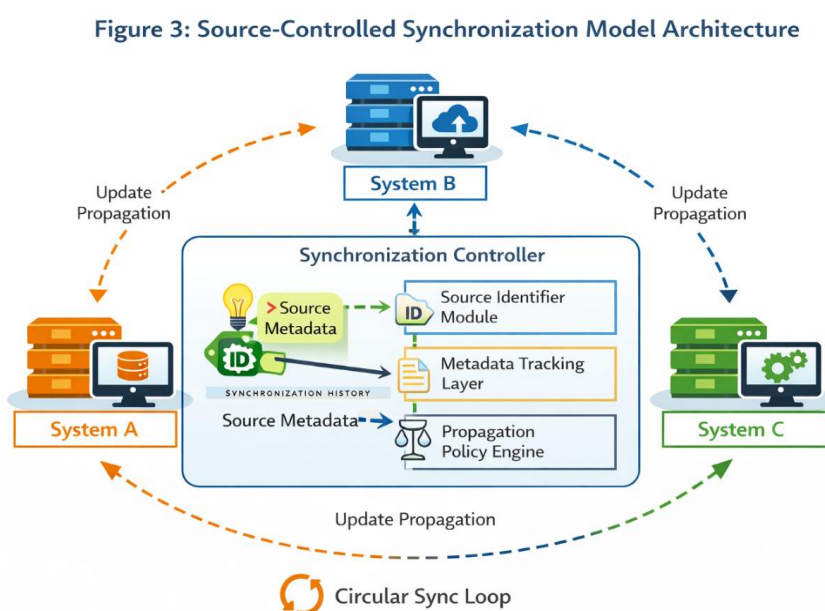 Figure 3: Source-Controlled Synchronization Model Architecture
System B
Update
Propagation
Update
Propagation
Synchronization Controller
> Source
Metadata
ID
Source Identifier
Module
ID
Metadata Tracking
Layer
SYNCHRONIZATION HISTORY
Source Metadata
Propagation
Policy Engine
System A
System C
Update Propagation
Circular Sync Loop